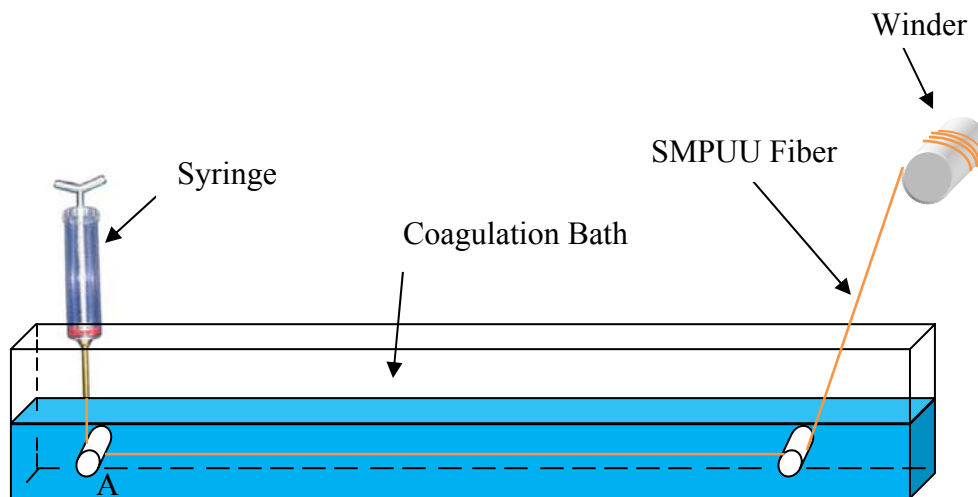 Winder
SMPUU Fiber
Syringe
Coagulation Bath
A